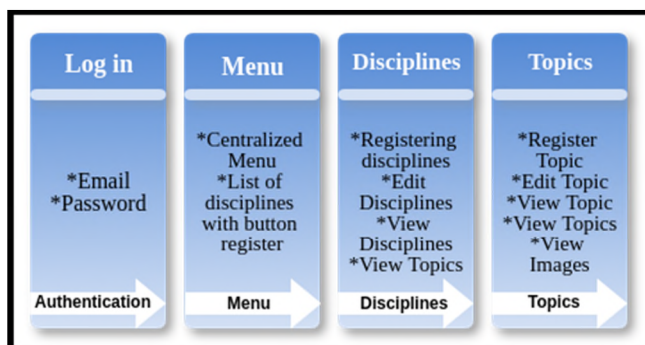 Log in
*Email
*Password
Authentication
Menu
*Centralized
Menu
*List of
disciplines
with button
register
Menu
Disciplines
*Registering
disciplines
*Edit
Disciplines
*View
Disciplines
*View Topics
Disciplines
Topics
*Register
Topic
*Edit Topic
*View Topic
*View Topics
*View
Images
Topics